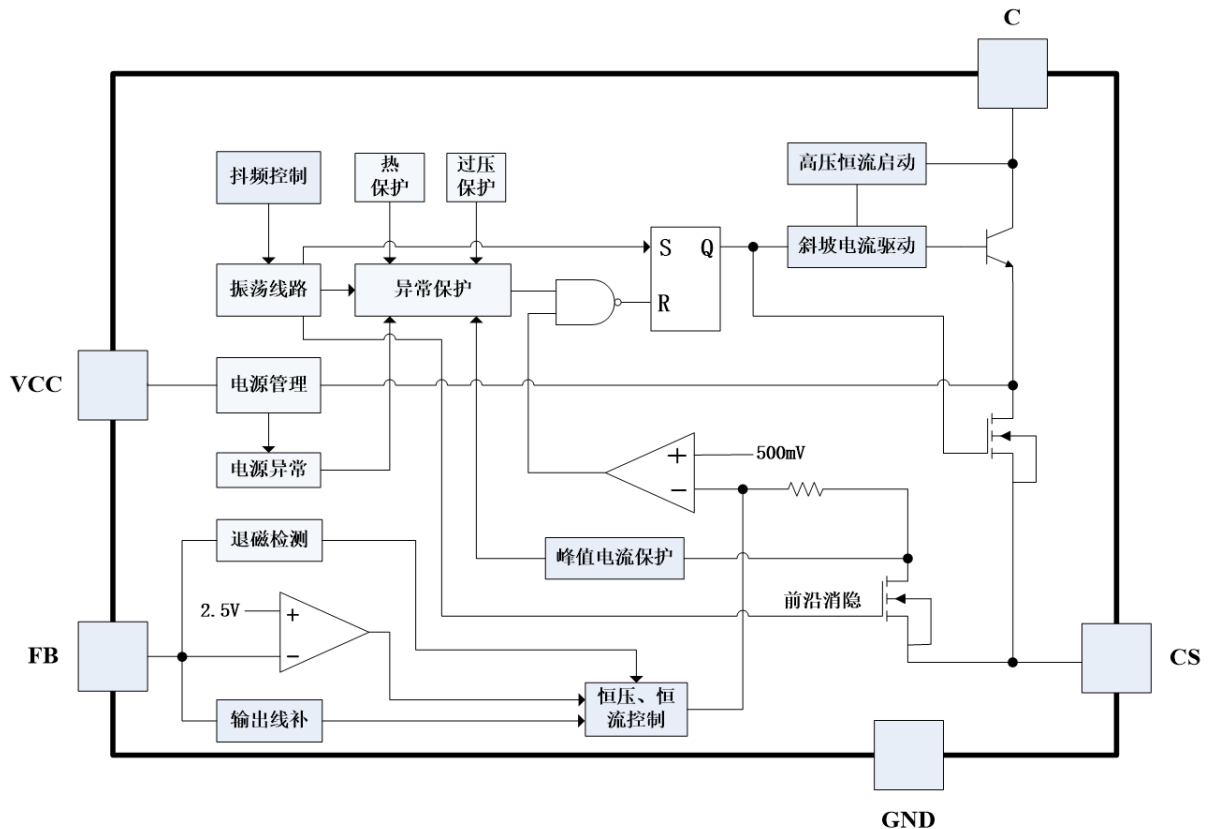 C
抖频控制
热
保护
过压
保护
高压恒流启动
S Q
斜坡电流驱动
振荡线路
异常保护
R
VCC
电源管理
电源异常
+
500mV
−
退磁检测
峰值电流保护
前沿消隐
2.5V
+
FB
−
CS
恒压、恒
流控制
输出线补
GND